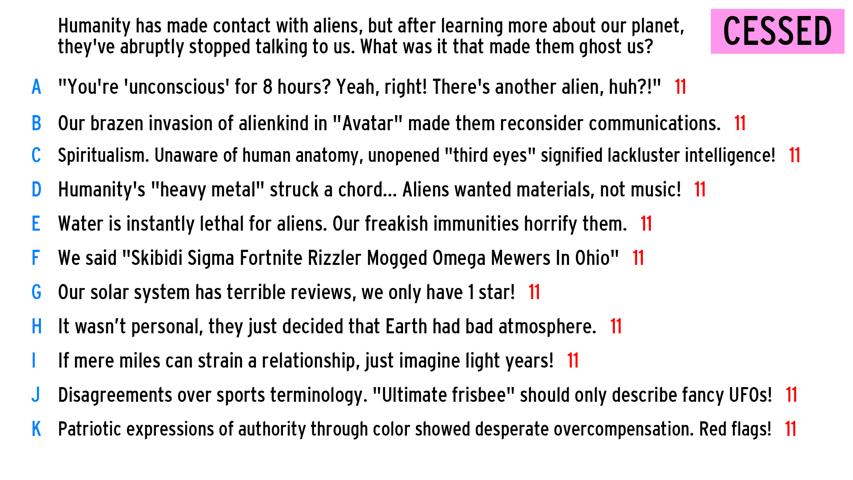 Humanity has made contact with aliens, but after learning more about our planet,
they've abruptly stopped talking to us. What was it that made them ghost us?
CESSED
A "You're 'unconscious' for 8 hours? Yeah, right! There's another alien, huh?!" 11
B Our brazen invasion of alienkind in "Avatar" made them reconsider communications. 11
C Spiritualism. Unaware of human anatomy, unopened "third eyes" signified lackluster intelligence! 11
D Humanity's "heavy metal" struck a chord... Aliens wanted materials, not music! 11
E Water is instantly lethal for aliens. Our freakish immunities horrify them. 11
F We said "Skibidi Sigma Fortnite Rizzler Mogged Omega Mewers In Ohio" 11
G Our solar system has terrible reviews, we only have 1 star! 11
H It wasn’t personal, they just decided that Earth had bad atmosphere. 11
I If mere miles can strain a relationship, just imagine light years! 11
J Disagreements over sports terminology. "Ultimate frisbee" should only describe fancy UFOs! 11
K Patriotic expressions of authority through color showed desperate overcompensation. Red flags! 11